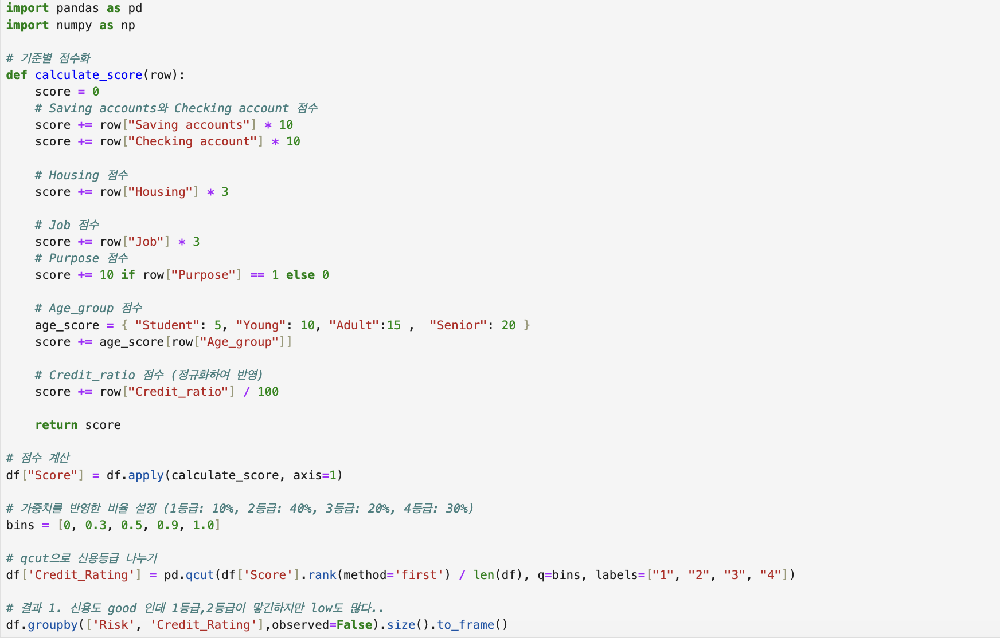 import pandas as pd
import numpy as np
# 기준별 점수화
def calculate_score(row):
score = 0
# Saving accounts와 Checking account 점수
score += row["Saving accounts"] * 10
score += row["Checking account"] * 10
# Housing 점수
score += row["Housing"] * 3
# Job 점수
score += row["Job"] * 3
# Purpose 점수
score += 10 if row["Purpose"] == 1 else 0
# Age_group 점수
age_score = { "Student": 5, "Young": 10, "Adult":15 ,  "Senior": 20 }
score += age_score[row["Age_group"]]
# Credit_ratio 점수 (정규화하여 반영)
score += row["Credit_ratio"] / 100
return score
# 점수 계산
df["Score"] = df.apply(calculate_score, axis=1)
# 가중치를 반영한 비율 설정 (1등급: 10%, 2등급: 40%, 3등급: 20%, 4등급: 30%)
bins = [0, 0.3, 0.5, 0.9, 1.0]
# qcut으로 신용등급 나누기
df['Credit_Rating'] = pd.qcut(df['Score'].rank(method='first') / len(df), q=bins, labels=["1", "2", "3", "4"])
# 결과 1. 신용도 good 인데 1등급,2등급이 맣긴하지만 low도 많다..
df.groupby(['Risk', 'Credit_Rating'],observed=False).size().to_frame()